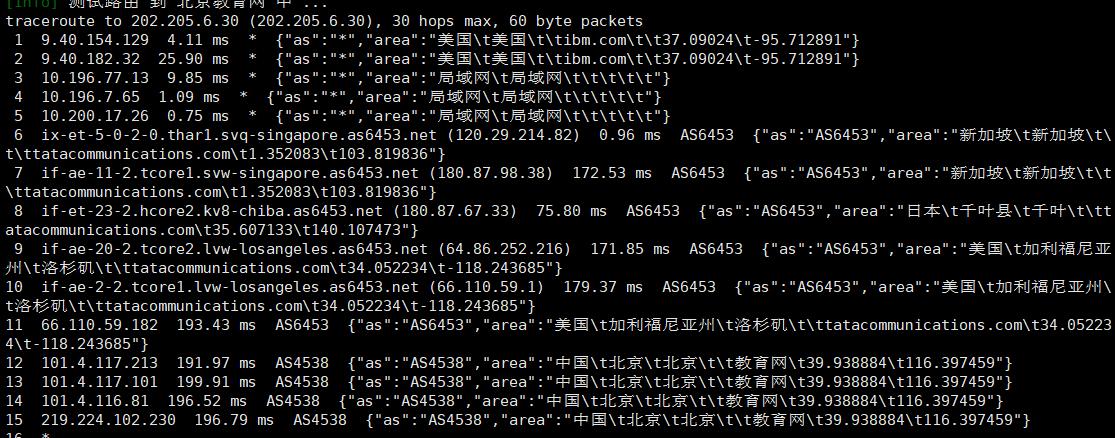 [Info] 测试路由 到 北京教育网 中 ...
traceroute to 202.205.6.30 (202.205.6.30), 30 hops max, 60 byte packets
1 9.40.154.129 4.11 ms * {"as":"*","area":"美国\t美国\t\tibm.com\t\t37.09024\t-95.712891"}
2 9.40.182.32 25.90 ms * {"as":"*","area":"美国\t美国\t\tibm.com\t\t37.09024\t-95.712891"}
3 10.196.77.13 9.85 ms * {"as":"*","area":"局域网\t局域网\t\t\t\t\t"}
4 10.196.7.65 1.09 ms * {"as":"*","area":"局域网\t局域网\t\t\t\t\t"}
5 10.200.17.26 0.75 ms * {"as":"*","area":"局域网\t局域网\t\t\t\t\t"}
6 ix-et-5-0-2-0.thar1.svq-singapore.as6453.net (120.29.214.82) 0.96 ms AS6453 {"as":"AS6453","area":"新加坡\t新加坡\t\
t\ttatacommunications.com\t1.352083\t103.819836"}
7 if-ae-11-2.tcore1.svw-singapore.as6453.net (180.87.98.38) 172.53 ms AS6453 {"as":"AS6453","area":"新加坡\t新加坡\t\t
\ttatacommunications.com\t1.352083\t103.819836"}
8 if-et-23-2.hcore2.kv8-chiba.as6453.net (180.87.67.33) 75.80 ms AS6453 {"as":"AS6453","area":"日本\t千叶县\t千叶\t\tt
atacommunications.com\t35.607133\t140.107473"}
9 if-ae-20-2.tcore2.lvw-losangeles.as6453.net (64.86.252.216) 171.85 ms AS6453 {"as":"AS6453","area":"美国\t加利福尼亚
州\t洛杉矶\t\ttatacommunications.com\t34.052234\t-118.243685"}
10 if-ae-2-2.tcore1.lvw-losangeles.as6453.net (66.110.59.1) 179.37 ms AS6453 {"as":"AS6453","area":"美国\t加利福尼亚州\
t洛杉矶\t\ttatacommunications.com\t34.052234\t-118.243685"}
11 66.110.59.182 193.43 ms AS6453 {"as":"AS6453","area":"美国\t加利福尼亚州\t洛杉矶\t\ttatacommunications.com\t34.05223
4\t-118.243685"}
12 101.4.117.213 191.97 ms AS4538 {"as":"AS4538","area":"中国\t北京\t北京\t\t教育网\t39.938884\t116.397459"}
13 101.4.117.101 199.91 ms AS4538 {"as":"AS4538","area":"中国\t北京\t北京\t\t教育网\t39.938884\t116.397459"}
14 101.4.116.81 196.52 ms AS4538 {"as":"AS4538","area":"中国\t北京\t北京\t\t教育网\t39.938884\t116.397459"}
15 219.224.102.230 196.79 ms AS4538 {"as":"AS4538","area":"中国\t北京\t北京\t\t教育网\t39.938884\t116.397459"}
16 *